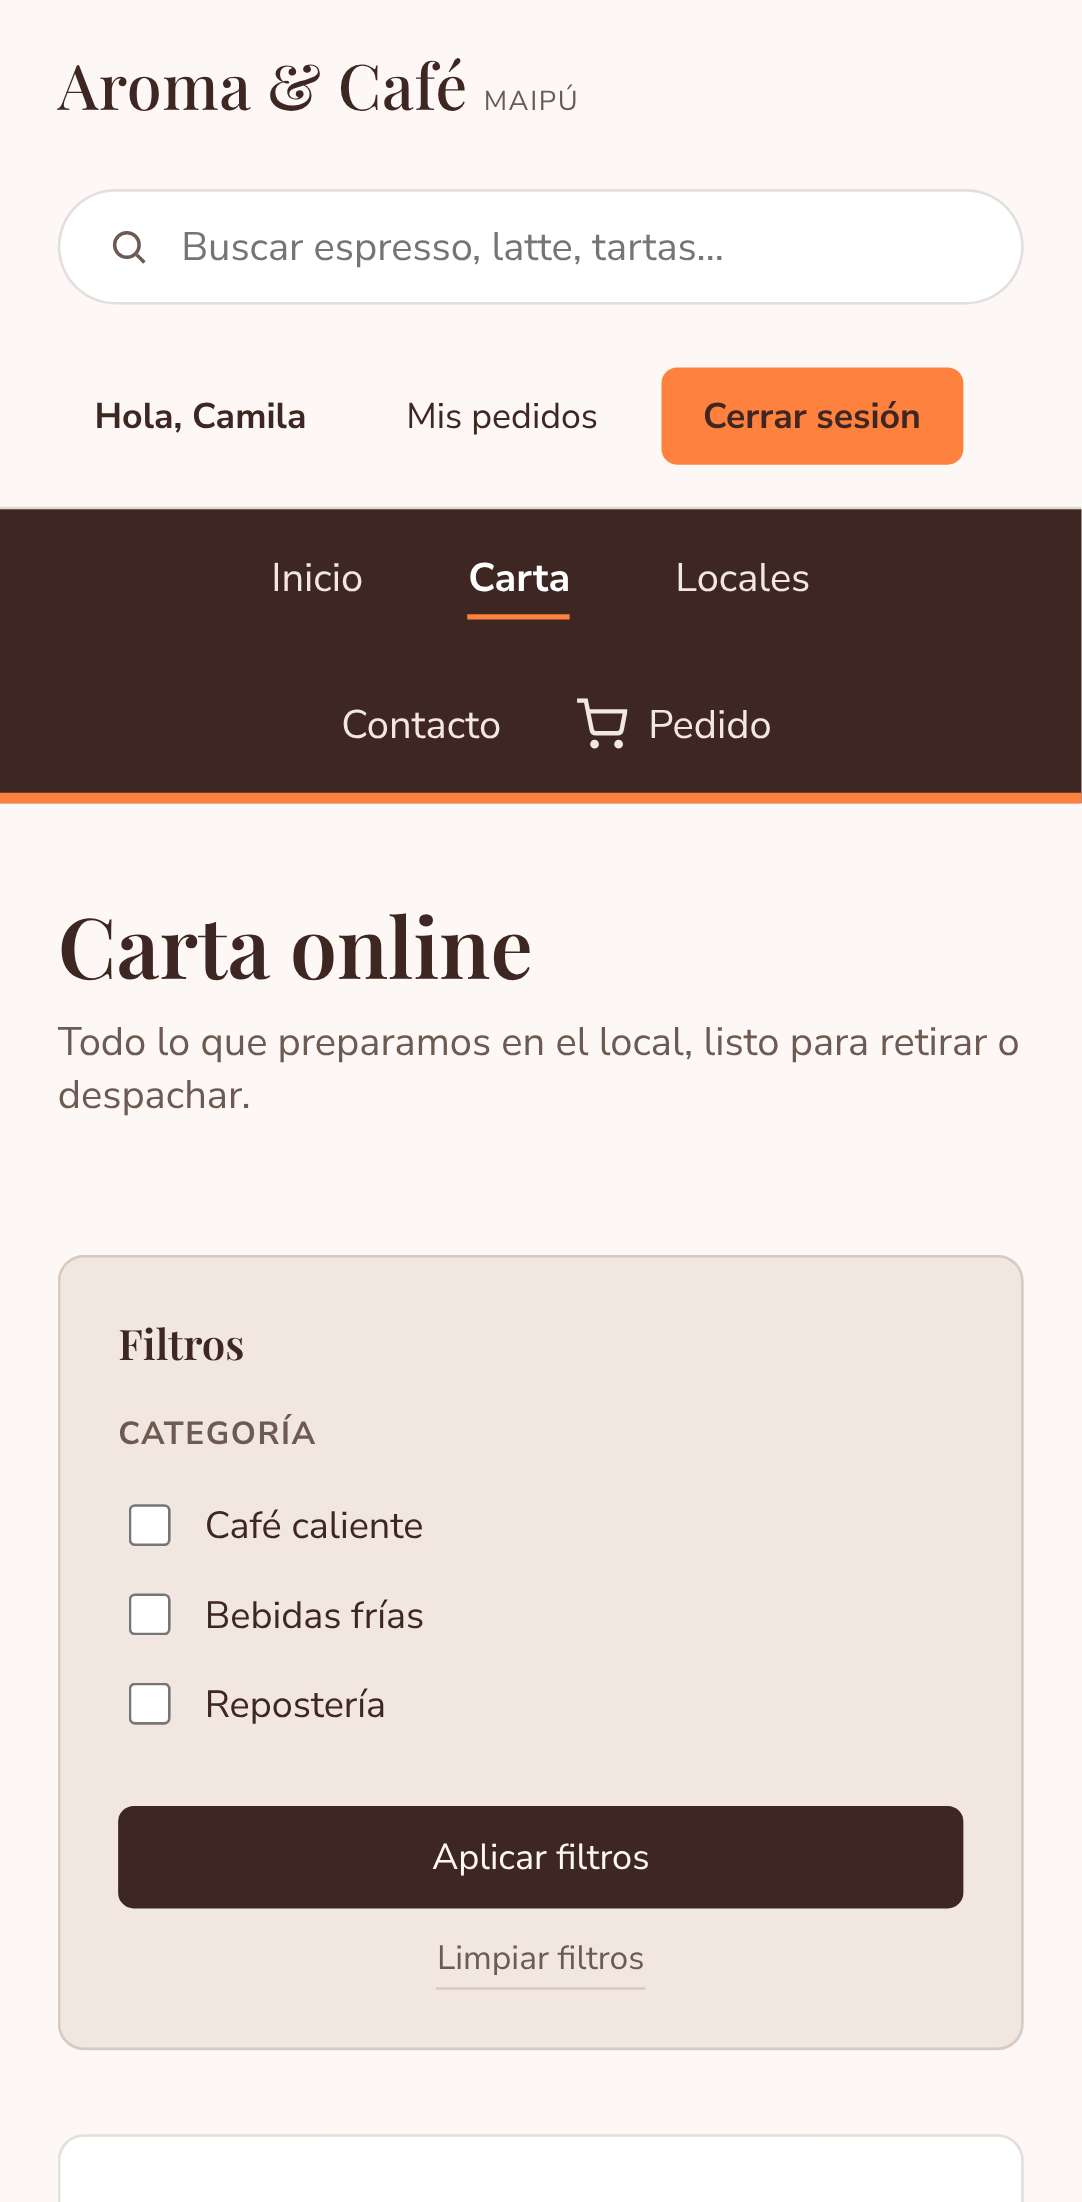 Aroma & Café MAIPÚ
Buscar espresso, latte, tartas...
Hola, Camila Mis pedidos Cerrar sesión
Inicio Carta Locales
Contacto Pedido
Carta online
Todo lo que preparamos en el local, listo para retirar o
despachar.
Filtros
CATEGORÍA
Café caliente
Bebidas frías
Repostería
Aplicar filtros
Limpiar filtros